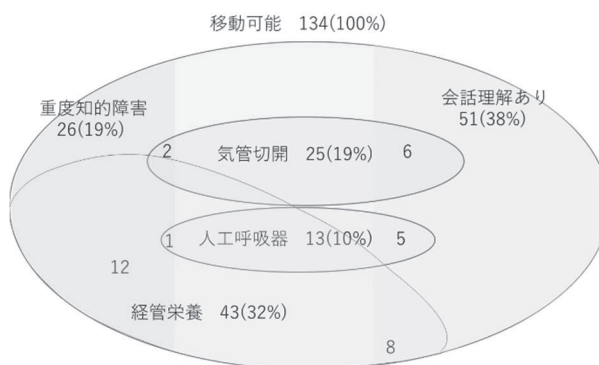 移動可能 134(100%)
重度知的障害
26(19%)
会話理解あり
51(38%)
2
気管切開 25(19%)
6
1
人工呼吸器 13(10%)
5
12
経管栄養 43(32%)
8